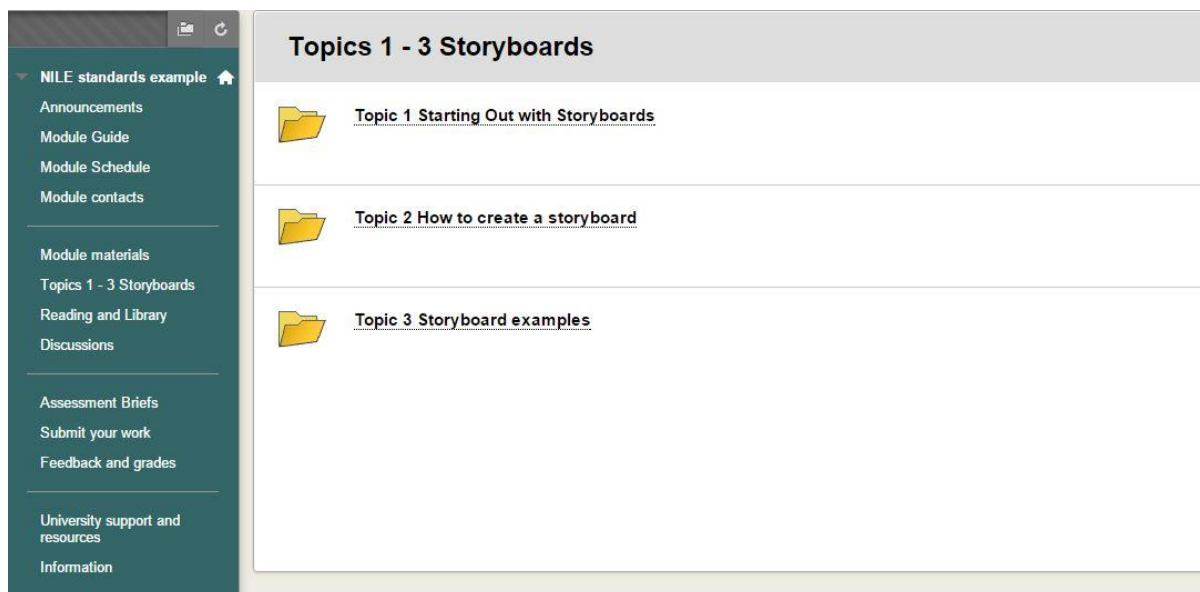 NILE standards example
Announcements
Module Guide
Module Schedule
Module contacts
Module materials
Topics 1 - 3 Storyboards
Reading and Library
Discussions
Assessment Briefs
Submit your work
Feedback and grades
University support and
resources
Information
Topics 1 - 3 Storyboards
Topic 1 Starting Out with Storyboards
Topic 2 How to create a storyboard
Topic 3 Storyboard examples